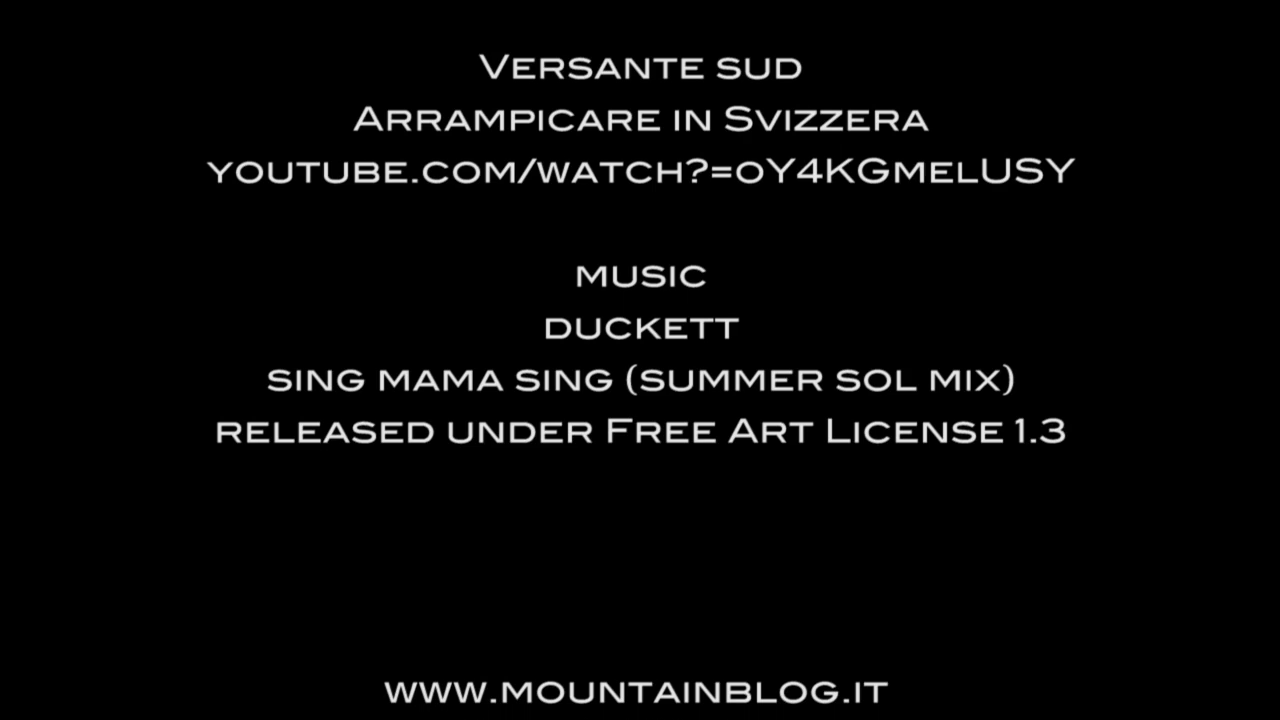 Versante sud
Arrampicare in Svizzera
youtube.com/watch?=oY4KGmelUSY
music
duckett
sing mama sing (summer sol mix)
released under Free Art License 1.3
www.mountainblog.it